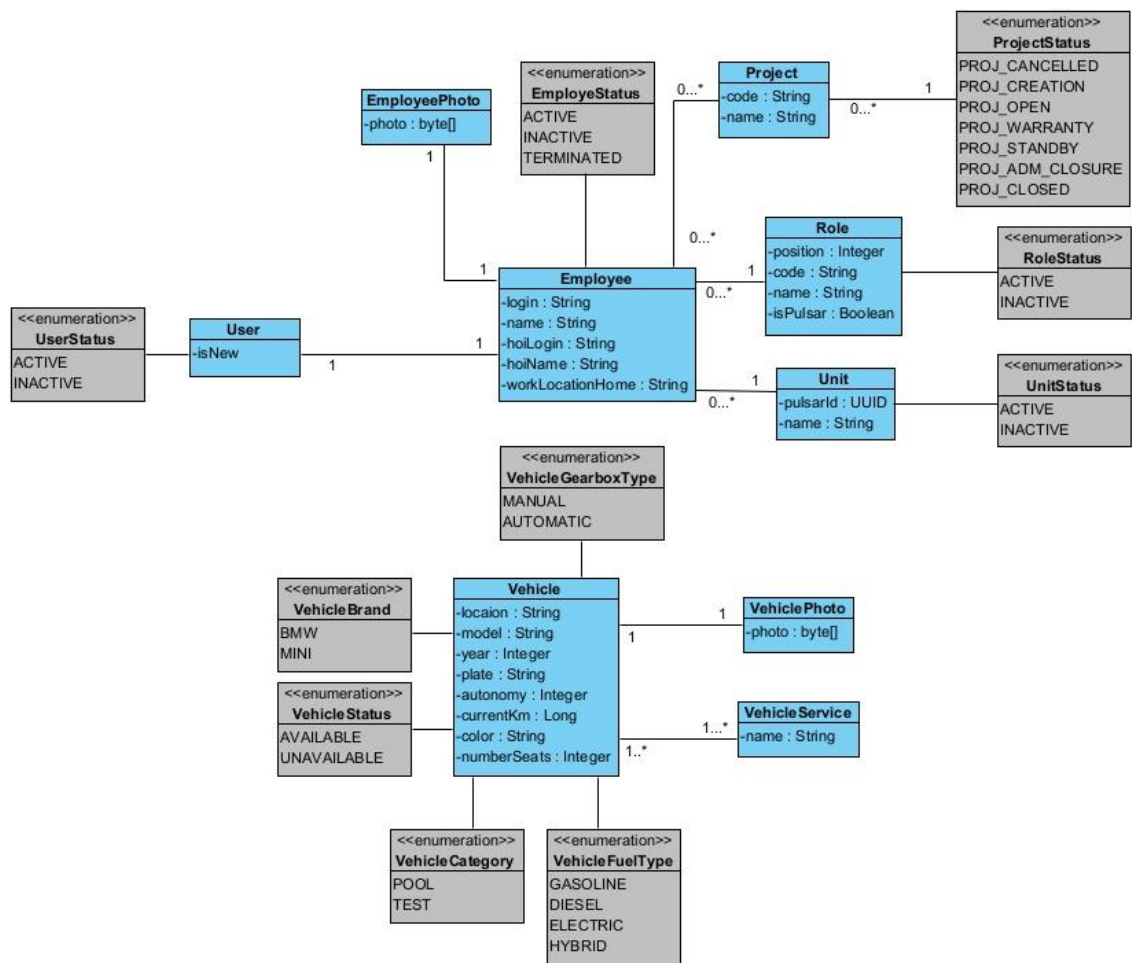 <<enumeration>>
ProjectStatus
PROJ_CANCELLED
PROJ_CREATION
PROJ_OPEN
PROJ_WARRANTY
PROJ_STANDBY
PROJ_ADM_CLOSURE
PROJ_CLOSED
Project
-code : String
-name : String
0...*
1
0...*
<<enumeration>>
EmployeStatus
ACTIVE
INACTIVE
TERMINATED
EmployeePhoto
-photo : byte[]
1
1
0...*
Role
-position : Integer
-code : String
-name : String
-isPulsar : Boolean
1
0...*
<<enumeration>>
RoleStatus
ACTIVE
INACTIVE
Employee
-login : String
-name : String
-hoiLogin : String
-hoiName : String
-workLocationHome : String
<<enumeration>>
UserStatus
ACTIVE
INACTIVE
User
-isNew
1
1
1
0...*
Unit
-pulsarId : UUID
-name : String
<<enumeration>>
UnitStatus
ACTIVE
INACTIVE
<<enumeration>>
VehicleGearboxType
MANUAL
AUTOMATIC
<<enumeration>>
VehicleBrand
BMW
MINI
<<enumeration>>
VehicleStatus
AVAILABLE
UNAVAILABLE
Vehicle
-locaion : String
-model : String
-year : Integer
-plate : String
-autonomy : Integer
-currentKm : Long
-color : String
-numberSeats : Integer
1
1
VehiclePhoto
-photo : byte[]
1...*
1..*
VehicleService
-name : String
<<enumeration>>
VehicleCategory
POOL
TEST
<<enumeration>>
VehicleFuelType
GASOLINE
DIESEL
ELECTRIC
HYBRID